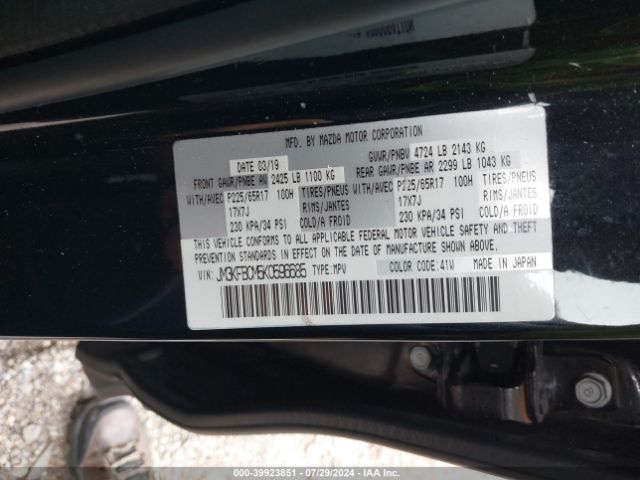 MFD. BY MAZDA MOTOR CORPORATION
DATE 03/19 GVWR/PNBV 4724 LB 2143 KG
FRONT GAWR/PNBE AV 2425 LB 1100 KG REAR GAWR/PNBE AR 2299 LB 1043 KG
WITH/AVEC P225/65R17 100H TIRES/PNEUS WITH/AVEC P225/65R17 100H TIRES/PNEUS
17X7J RIMS/JANTES 17X7J RIMS/JANTES
230 KPA/34 PSI COLD/A FROID 230 KPA/34 PSI COLD/A FROID
THIS VEHICLE CONFORMS TO ALL APPLICABLE FEDERAL MOTOR VEHICLE SAFETY AND THEFT
PREVENTION STANDARDS IN EFFECT ON THE DATE OF MANUFACTURE SHOWN ABOVE.
VIN: JM3KFBCM5K0596685 TYPE: MPV COLOR CODE: 41W MADE IN JAPAN
000-39923851 - 07/29/2024 - IAA Inc.